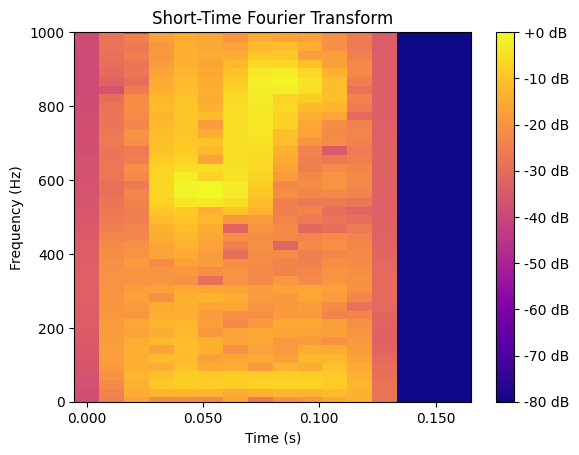 Short-Time Fourier Transform
1000
800
600
400
200
0
Frequency (Hz)
0.000
0.050
0.100
0.150
Time (s)
+0 dB
-10 dB
-20 dB
-30 dB
-40 dB
-50 dB
-60 dB
-70 dB
-80 dB